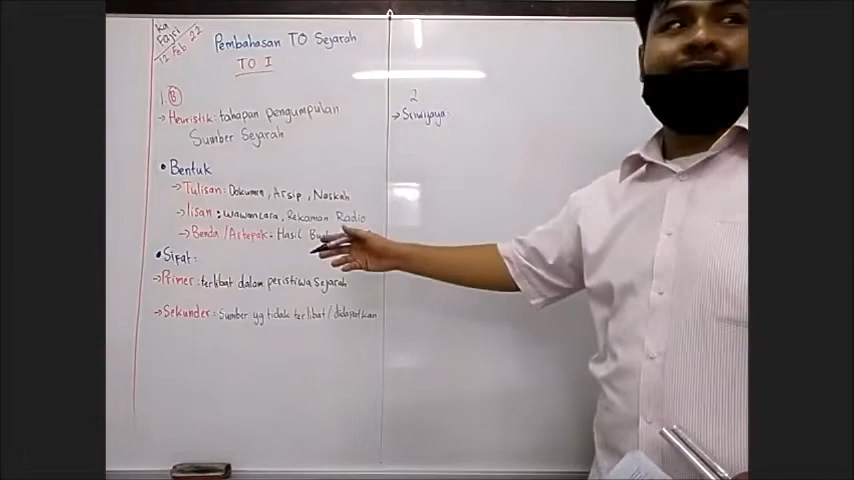 Ka
Fajri
12 Feb 22
Pembahasan TO Sejarah
TO I
1. B
→ Heuristik: tahapan pengumpulan
Sumber Sejarah
• Bentuk
→ Tulisan: Dokumen, Arsip, Naskah
→ lisan: wawancara, Rekaman Radio
→ Benda/Artepak: Hasil
• Sifat:
→ Primer: terlibat dalam peristiwa Sejarah
→ Sekunder: Sumber yg tidak terlibat/didapatkan
2
→ Sriwijaya: